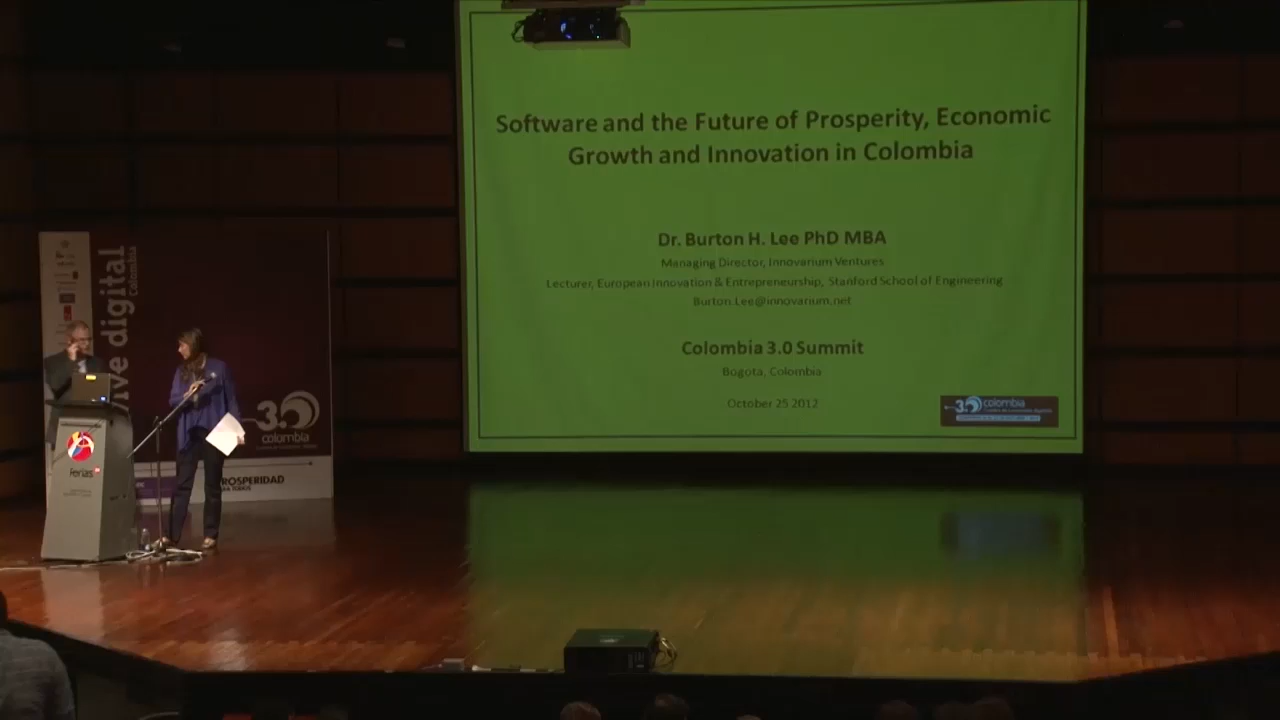 Software and the Future of Prosperity, Economic
Growth and Innovation in Colombia
Dr. Burton H. Lee PhD MBA
Managing Director, Innovarium Ventures
Lecturer, European Innovation & Entrepreneurship, Stanford School of Engineering
Burton.Lee@innovarium.net
Colombia 3.0 Summit
Bogota, Colombia
October 25 2012
3.0 colombia
ive digital
Colombia
3.0
colombia
ROSPERIDAD
ferias